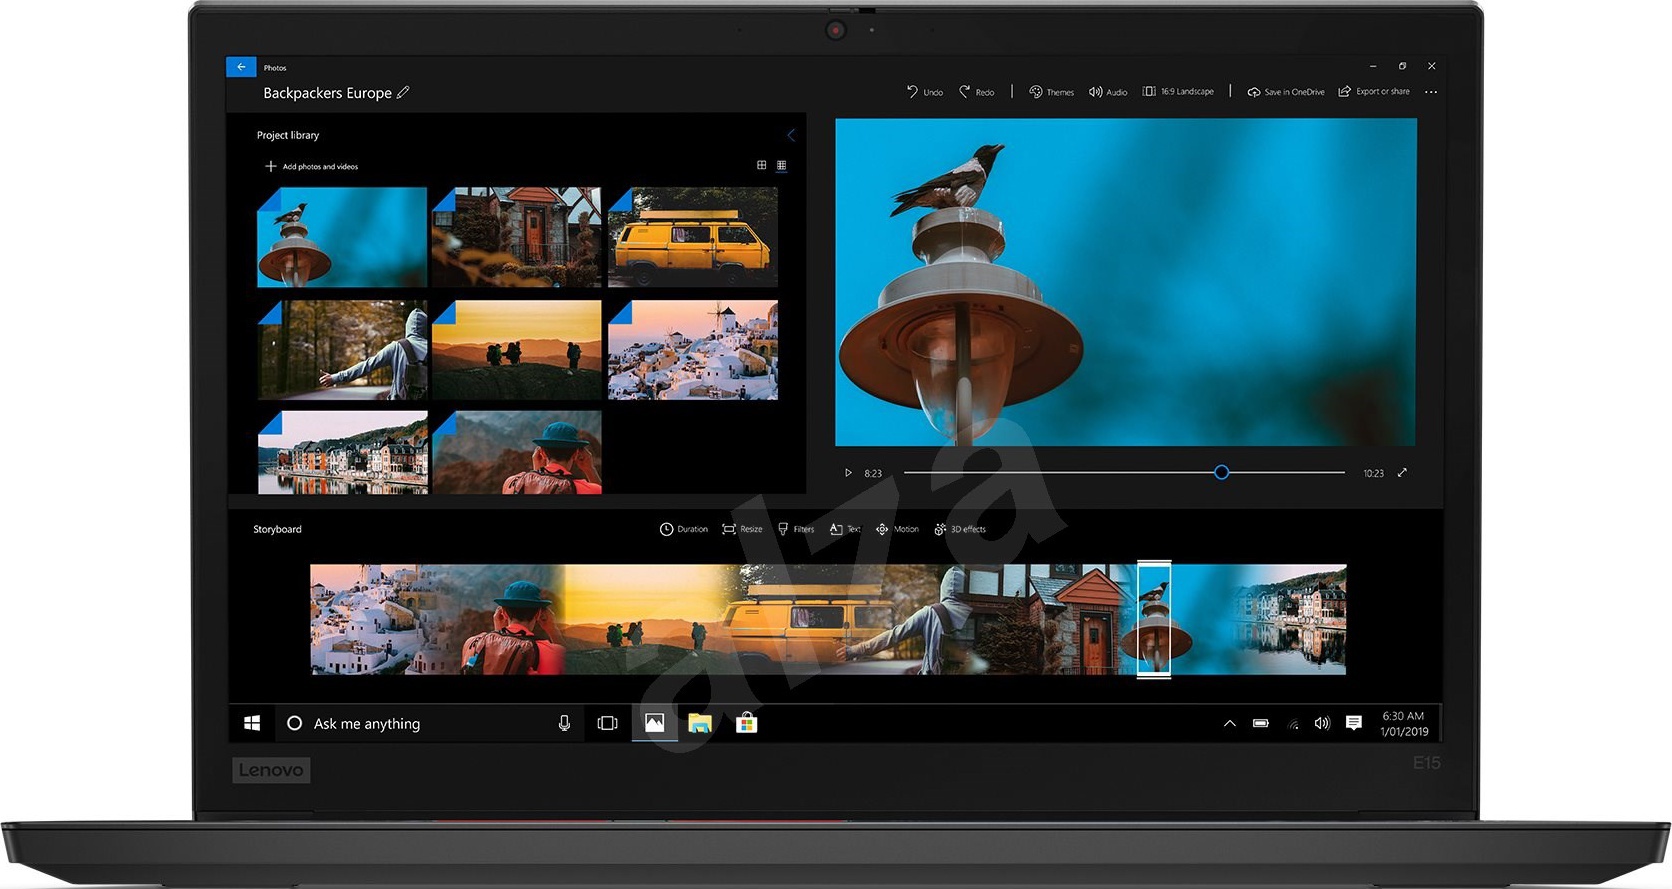 Photos
Backpackers Europe
Undo Redo Themes Audio 16:9 Landscape Save in OneDrive Export or share
Project library
Add photos and videos
8:23 10:23
Storyboard
Duration Resize Filters Text Motion 3D effects
Ask me anything
6:30 AM
1/01/2019
Lenovo
E15
alza